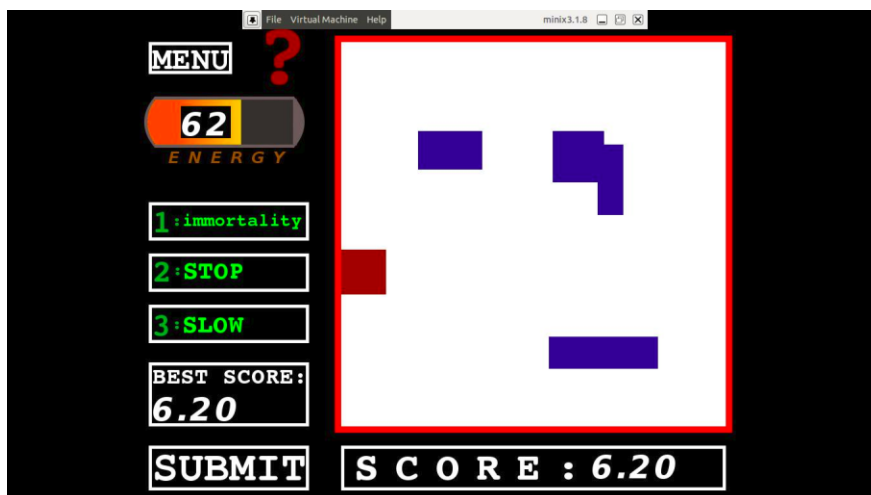 File Virtual Machine Help
minix3.1.8
MENU ?
62
ENERGY
1:immortality
2:STOP
3:SLOW
BEST SCORE:
6.20
SUBMIT
SCORE:6.20